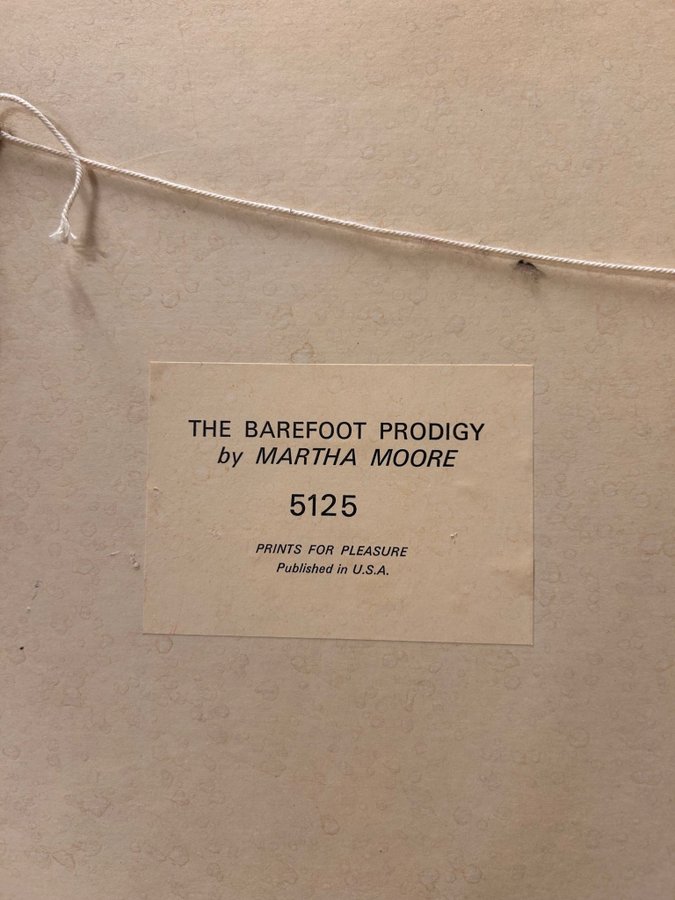 THE BAREFOOT PRODIGY
by MARTHA MOORE
5125
PRINTS FOR PLEASURE
Published in U.S.A.